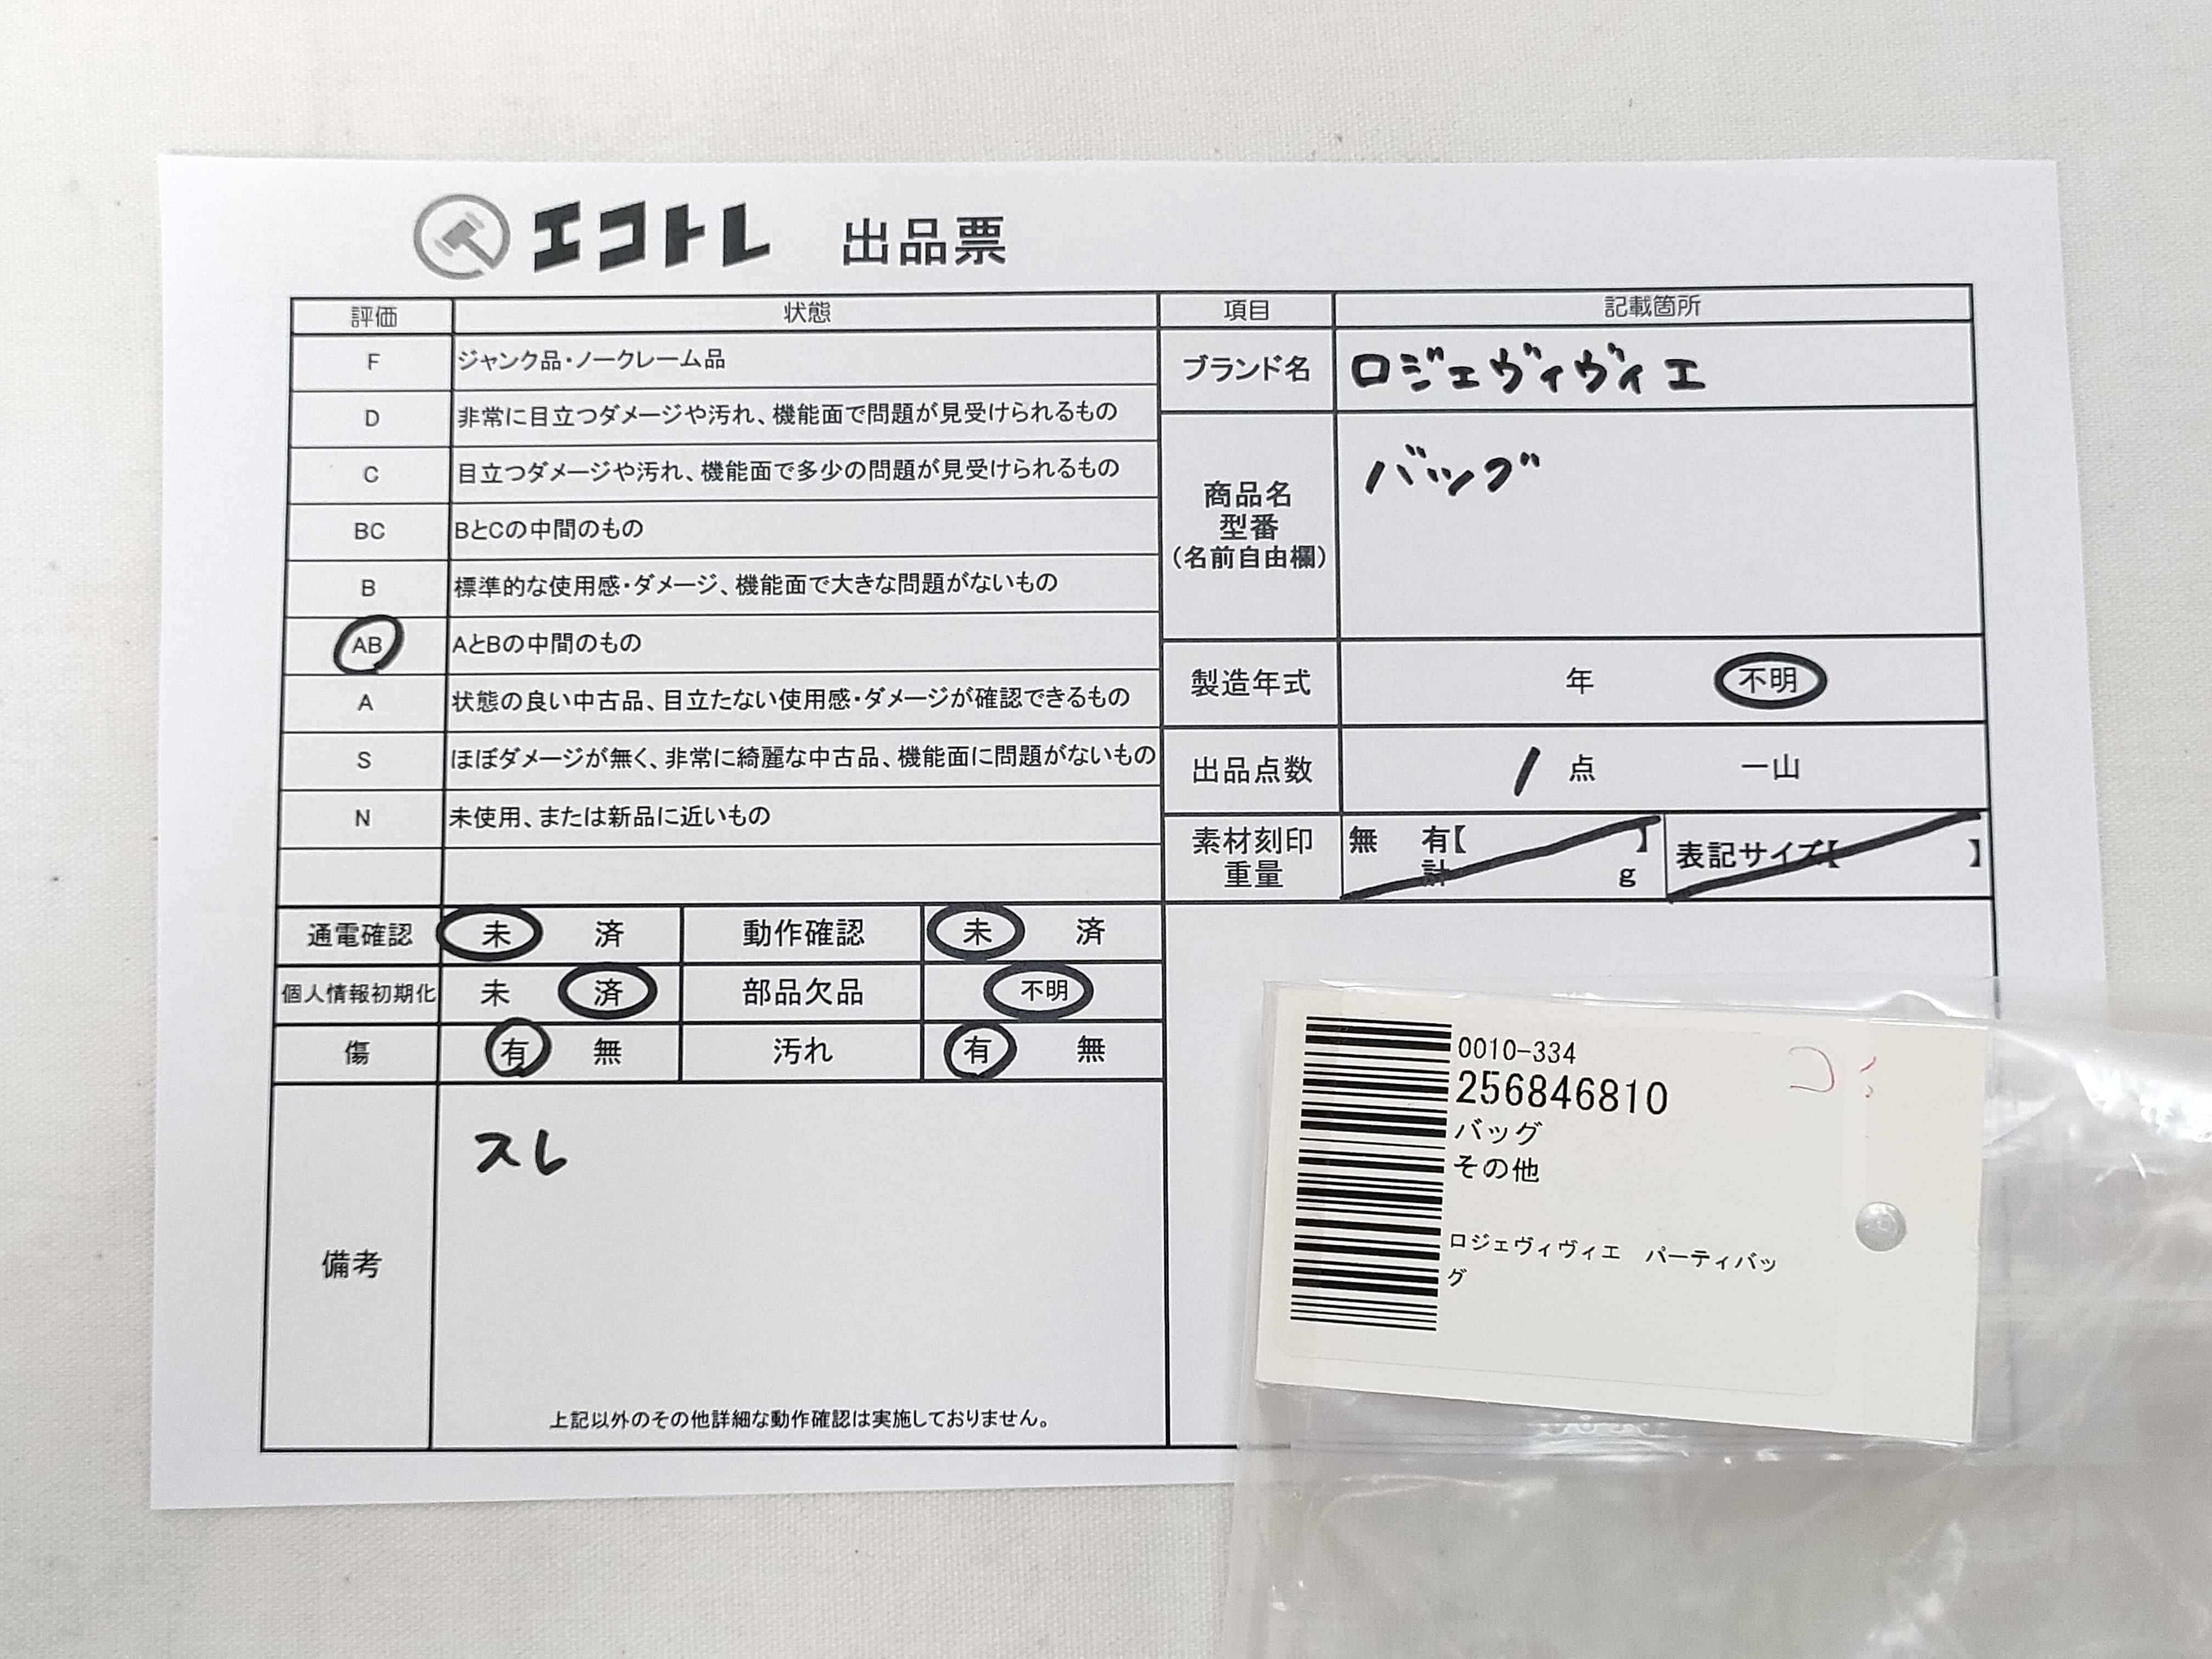 エコトレ 出品票
評価 状態 項目 記載箇所
F ジャンク品・ノークレーム品
D 非常に目立つダメージや汚れ、機能面で問題が見受けられるもの
C 目立つダメージや汚れ、機能面で多少の問題が見受けられるもの
BC BとCの中間のもの
B 標準的な使用感・ダメージ、機能面で大きな問題がないもの
AB AとBの中間のもの
A 状態の良い中古品、目立たない使用感・ダメージが確認できるもの
S ほぼダメージが無く、非常に綺麗な中古品、機能面に問題がないもの
N 未使用、または新品に近いもの
ブランド名 ロジェヴィヴィエ
商品名
型番
(名前自由欄)
バッグ
製造年式 年 不明
出品点数 1 点 一山
素材刻印
重量
無 有【 】
計 g
表記サイズ【 】
通電確認 未 済 動作確認 未 済
個人情報初期化 未 済 部品欠品 不明
傷 有 無 汚れ 有 無
備考
スレ
上記以外のその他詳細な動作確認は実施しておりません。
0010-334
256846810
バッグ
その他
ロジェヴィヴィエ パーティバッ
グ